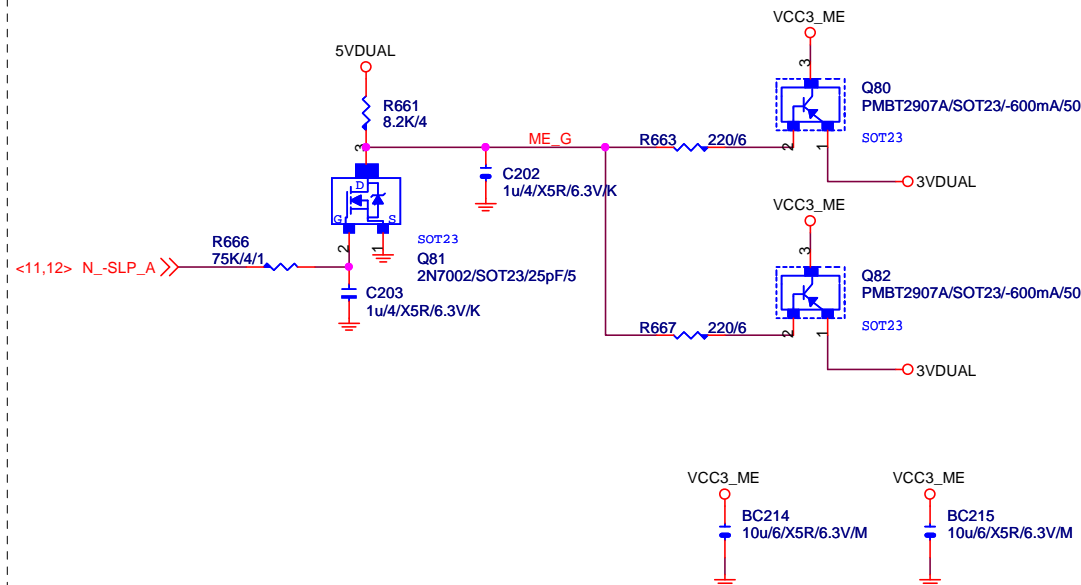 VCC3_ME
5VDUAL
3
R661
8.2K/4
Q80
PMBT2907A/SOT23/-600mA/50
SOT23
3
ME_G
R663
220/6
2
1
C202
1u/4/X5R/6.3V/K
3VDUAL
D
G
S
VCC3_ME
2
1
SOT23
R666
75K/4/1
<11,12>
N_-SLP_A
Q81
2N7002/SOT23/25pF/5
3
Q82
PMBT2907A/SOT23/-600mA/50
SOT23
C203
1u/4/X5R/6.3V/K
R667
220/6
2
1
3VDUAL
VCC3_ME
VCC3_ME
BC214
10u/6/X5R/6.3V/M
BC215
10u/6/X5R/6.3V/M